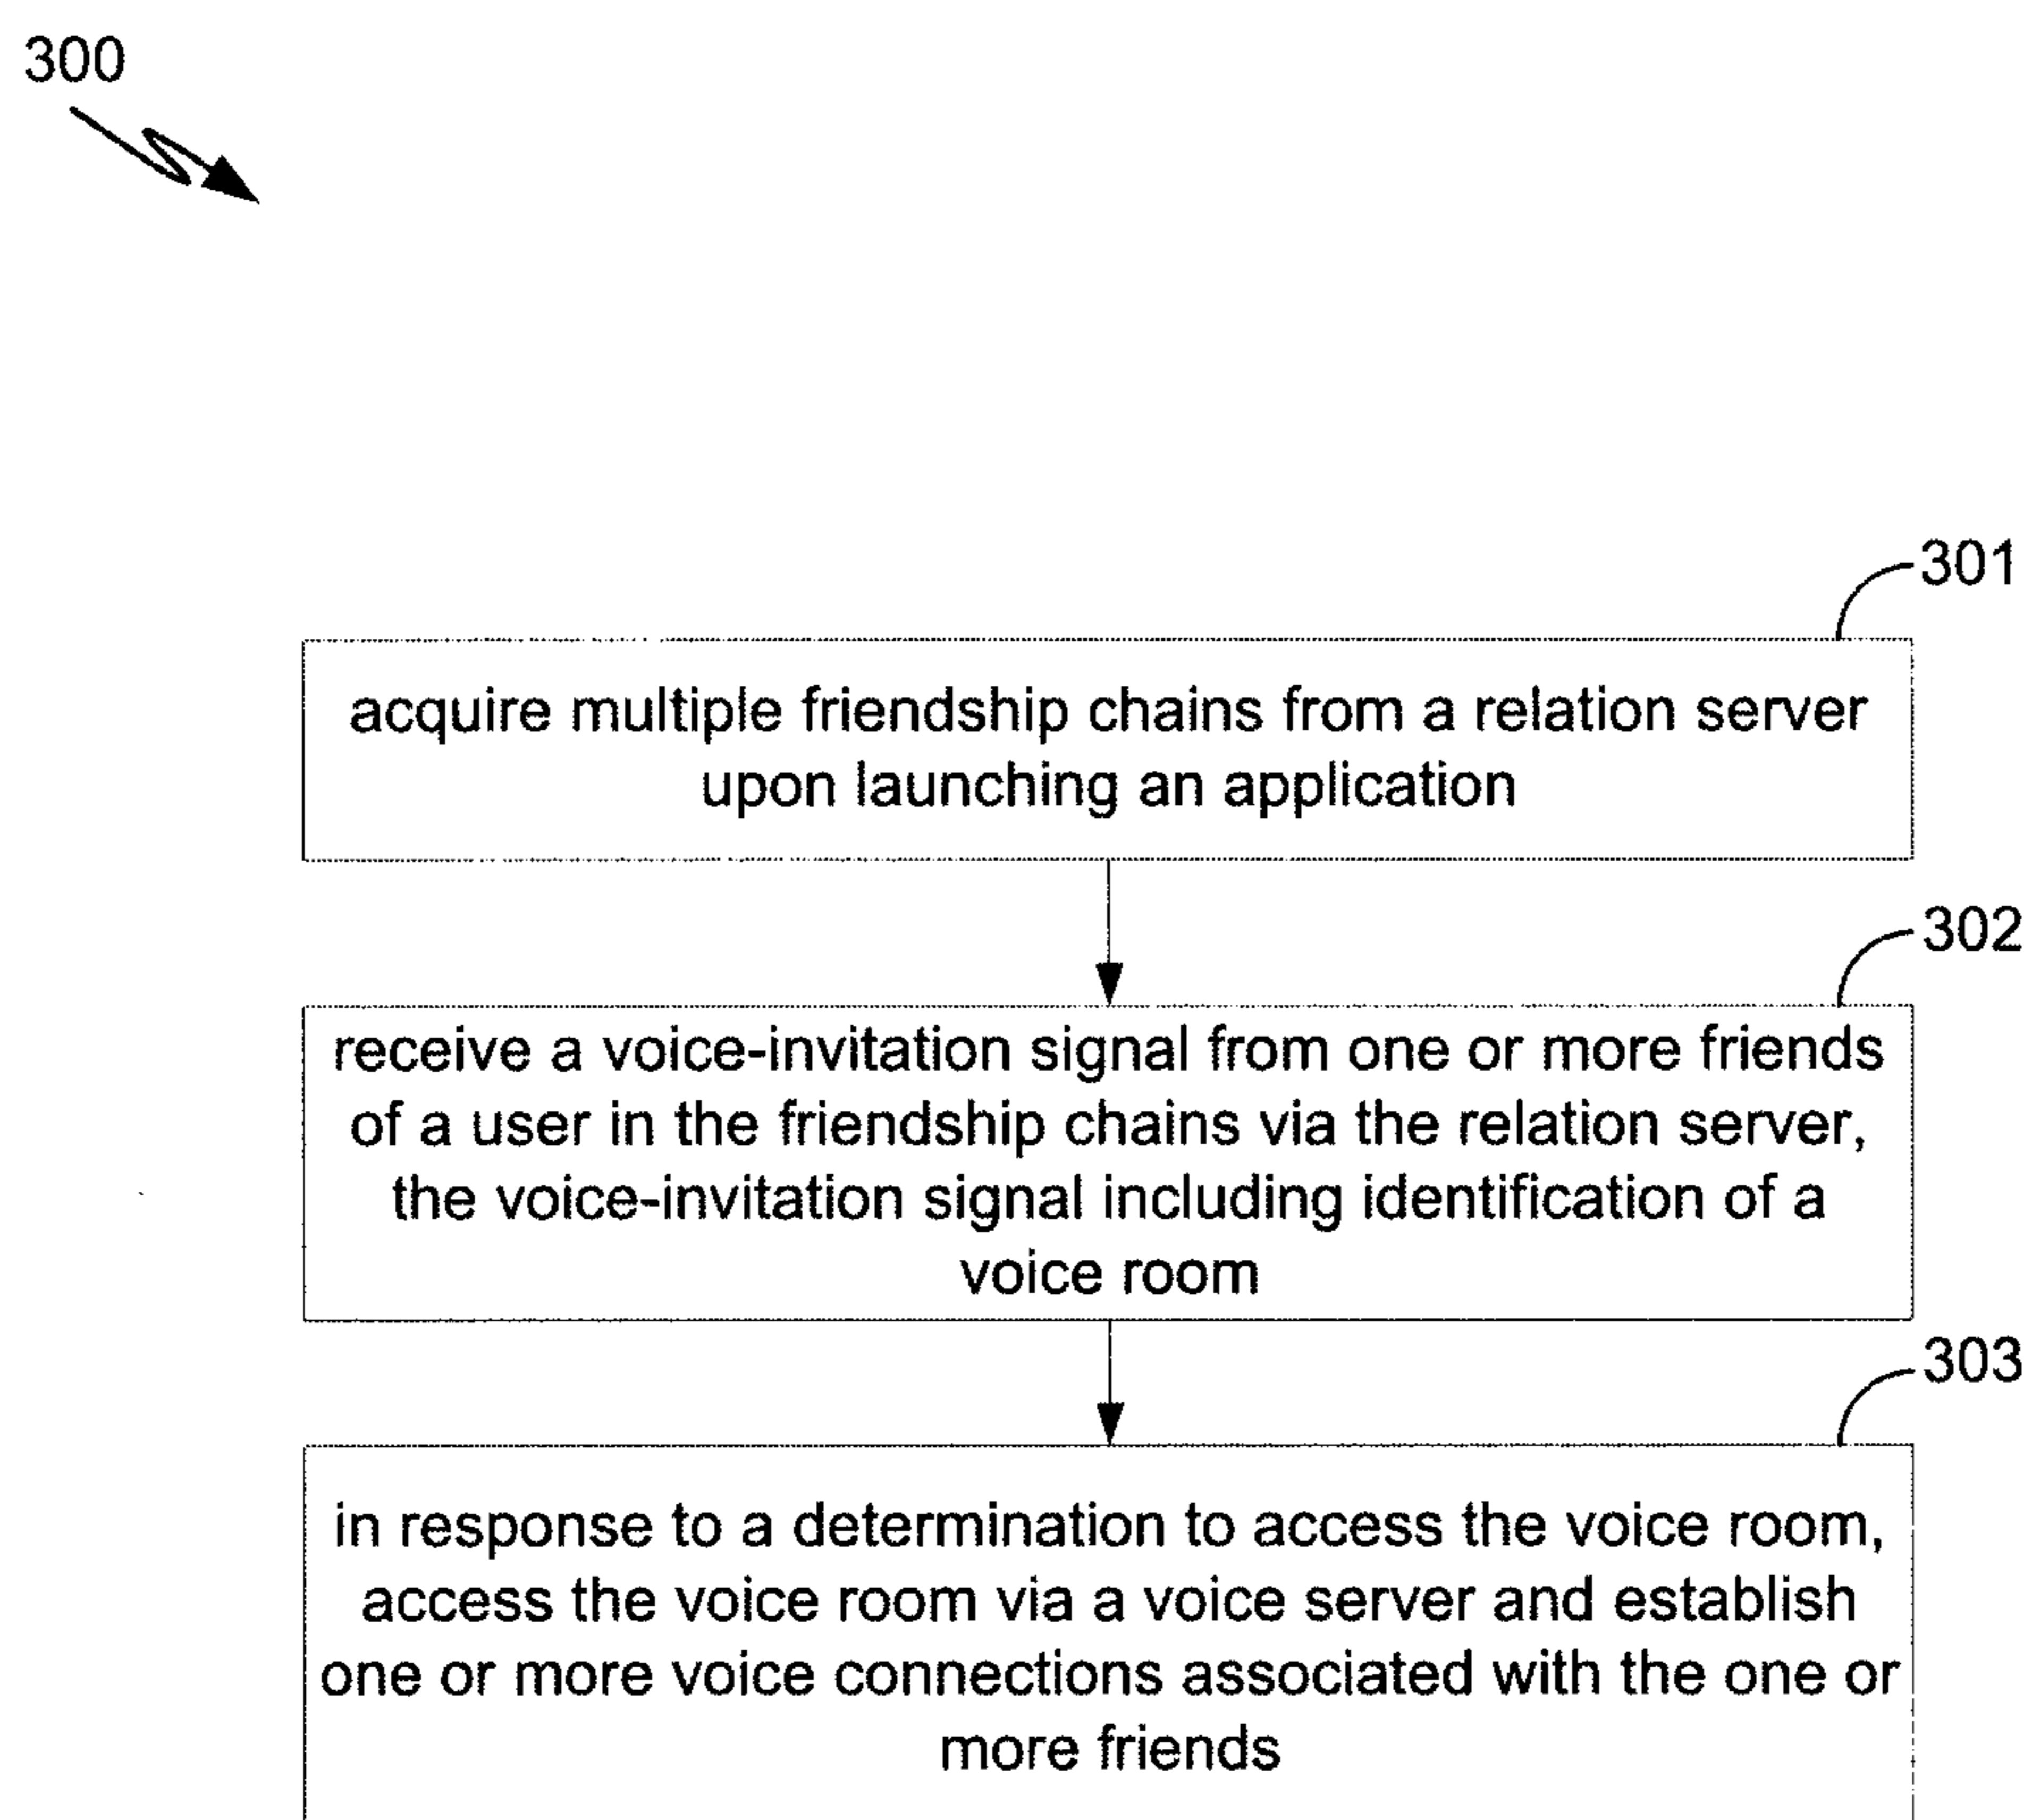 300
301
acquire multiple friendship chains from a relation server
upon launching an application
302
receive a voice-invitation signal from one or more friends
of a user in the friendship chains via the relation server,
the voice-invitation signal including identification of a
voice room
303
in response to a determination to access the voice room,
access the voice room via a voice server and establish
one or more voice connections associated with the one or
more friends